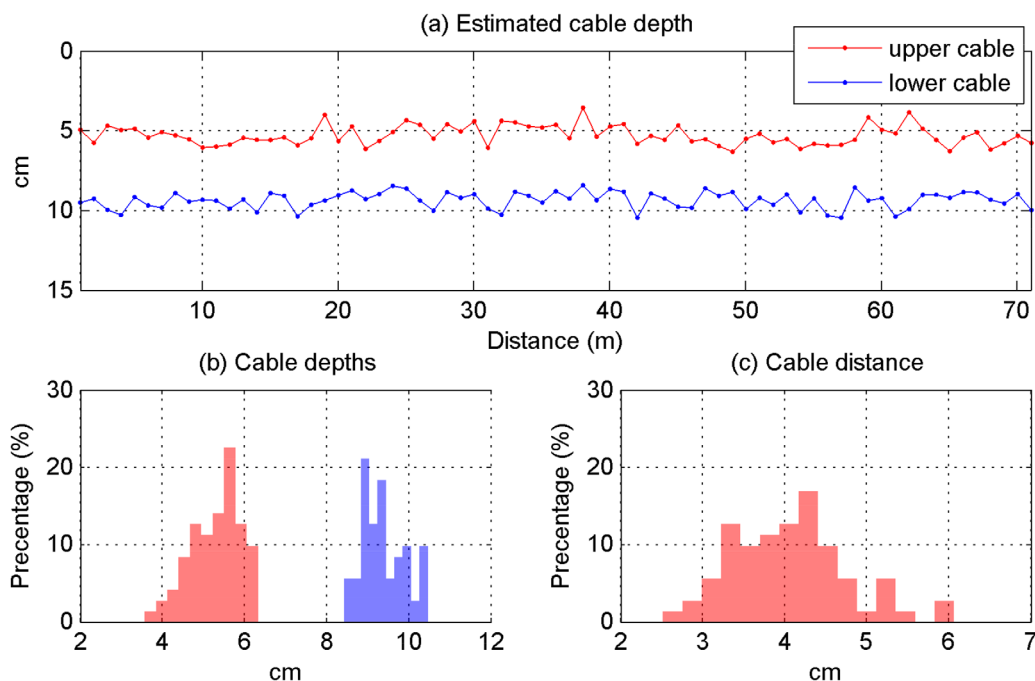 (a) Estimated cable depth
0
5
10
15
cm
upper cable
lower cable
10 20 30 40 50 60 70
Distance (m)
(b) Cable depths
30
20
10
0
Precentage (%)
2 4 6 8 10 12
cm
(c) Cable distance
30
20
10
0
Precentage (%)
2 3 4 5 6 7
cm